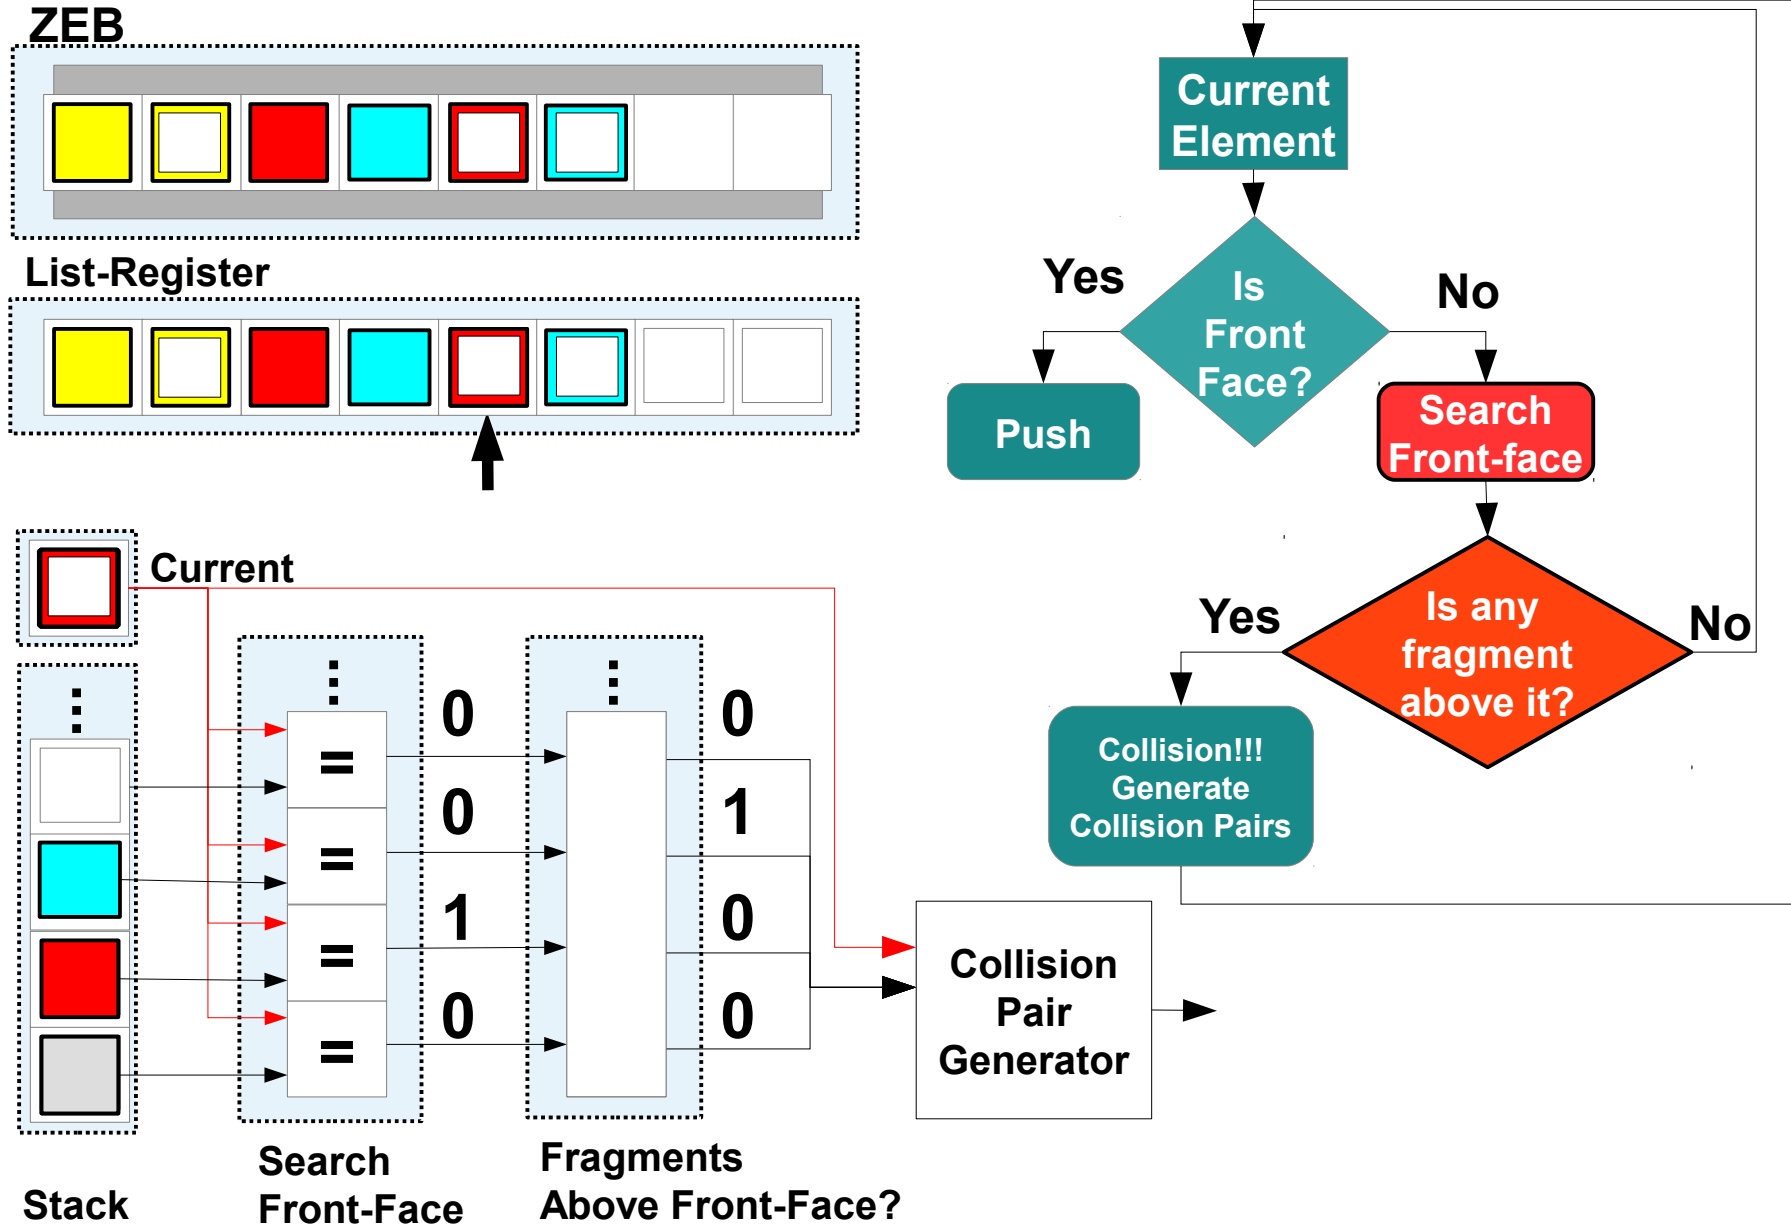 ZEB
List-Register
Current
0
0
1
0
0
1
0
0
=
=
=
=
Stack
Search
Front-Face
Fragments
Above Front-Face?
Collision
Pair
Generator
Current
Element
Is
Front
Face?
Yes
No
Push
Search
Front-face
Is any
fragment
above it?
Yes
No
Collision!!!
Generate
Collision Pairs